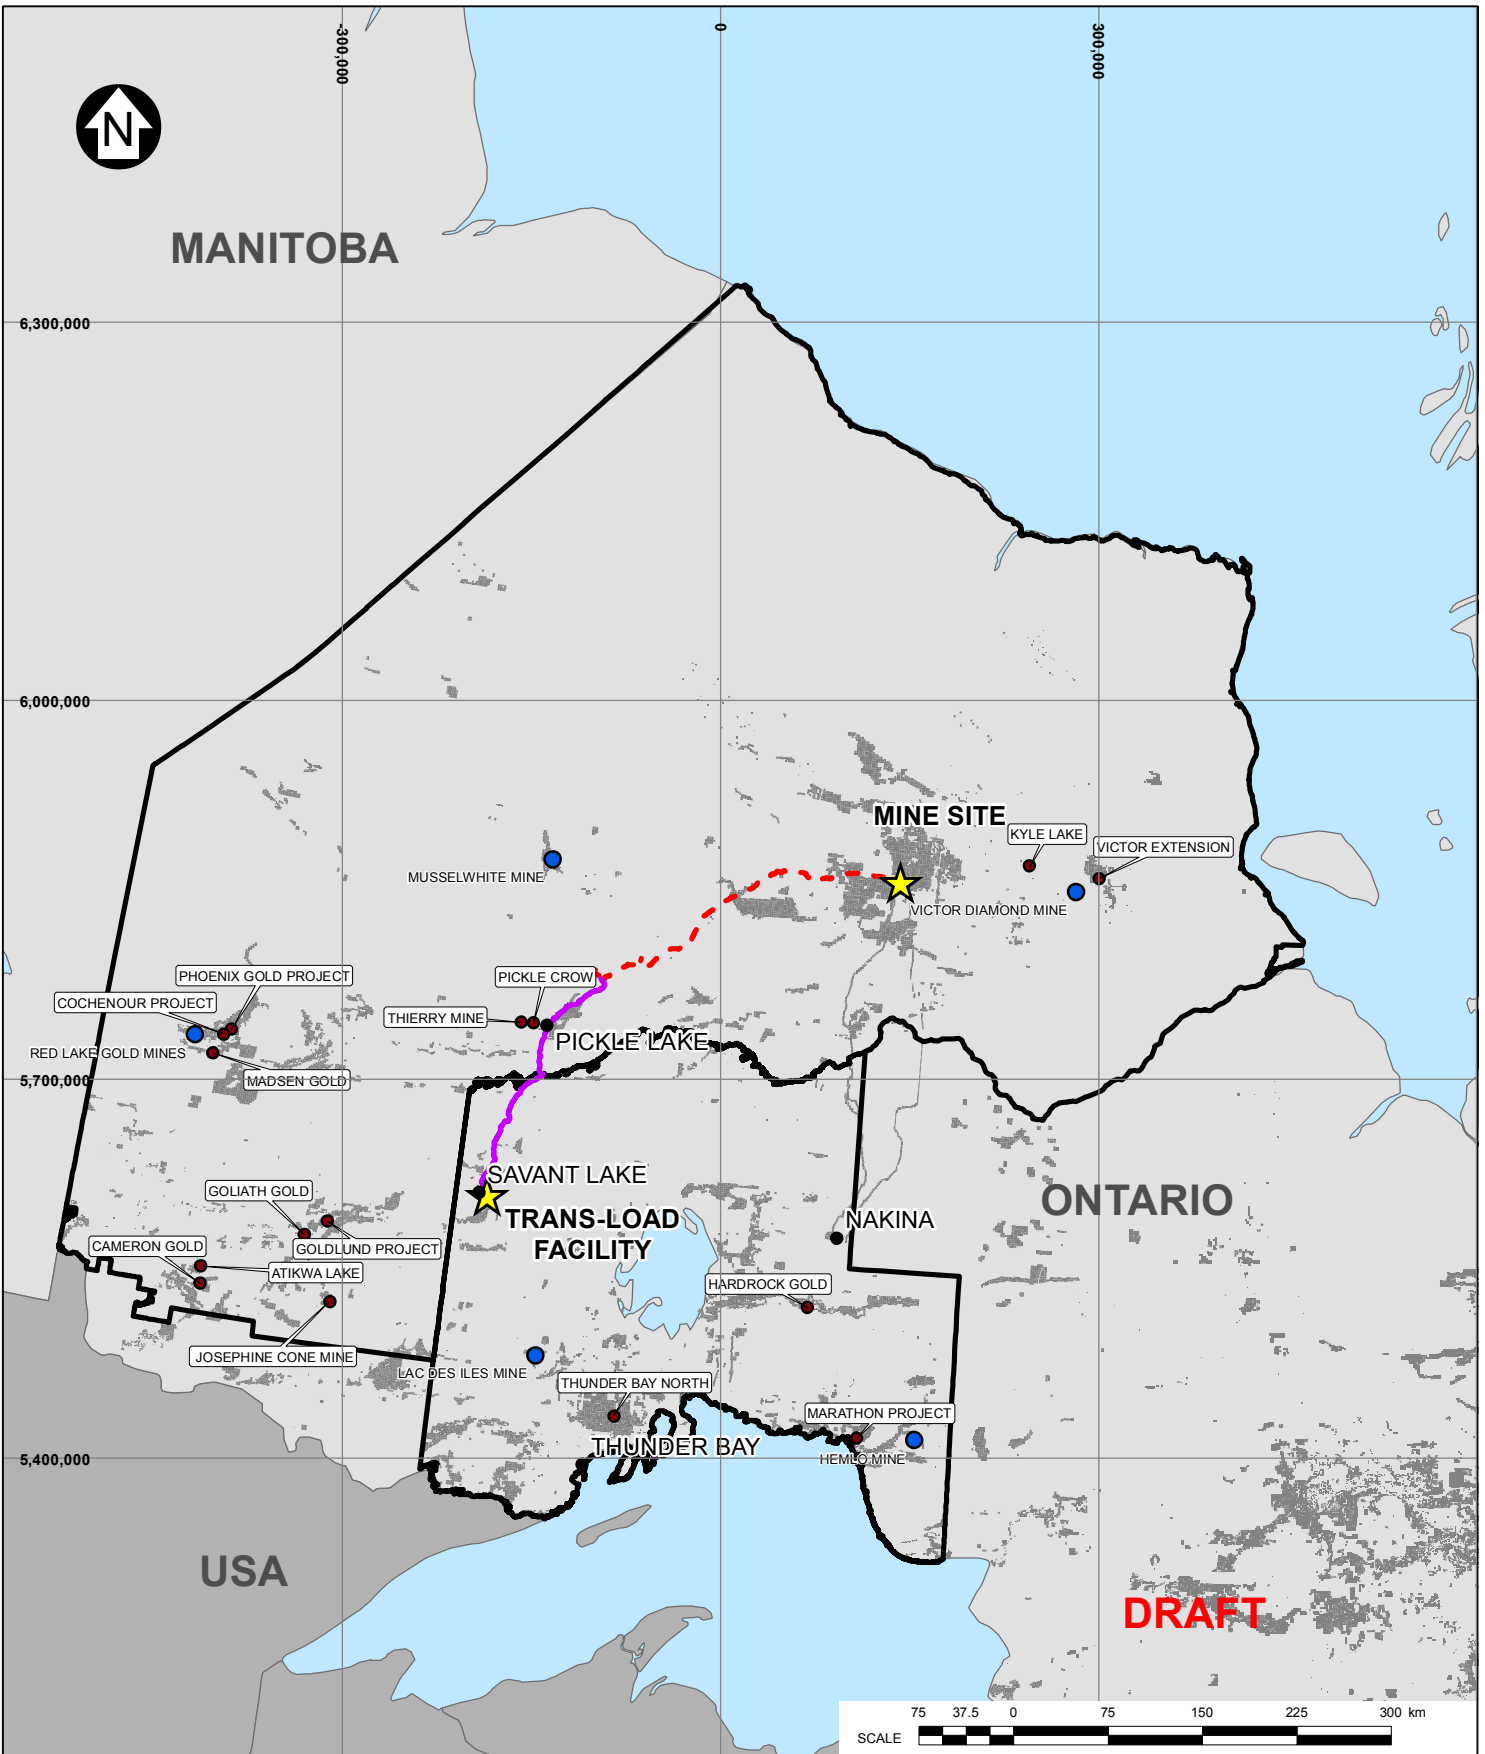 -300,000
0
300,000
N
MANITOBA
6,300,000
6,000,000
MINE SITE
KYLE LAKE
VICTOR EXTENSION
MUSSELWHITE MINE
VICTOR DIAMOND MINE
PHOENIX GOLD PROJECT
PICKLE CROW
COCHENOUR PROJECT
THIERRY MINE
PICKLE LAKE
RED LAKE GOLD MINES
MADSEN GOLD
5,700,000
SAVANT LAKE
GOLIATH GOLD
ONTARIO
TRANS-LOAD
FACILITY
NAKINA
CAMERON GOLD
GOLDLUND PROJECT
ATIKWA LAKE
HARDROCK GOLD
JOSEPHINE CONE MINE
LAC DES ILES MINE
THUNDER BAY NORTH
MARATHON PROJECT
THUNDER BAY
HEMLO MINE
5,400,000
USA
DRAFT
75 37.5 0 75 150 225 300 km
SCALE